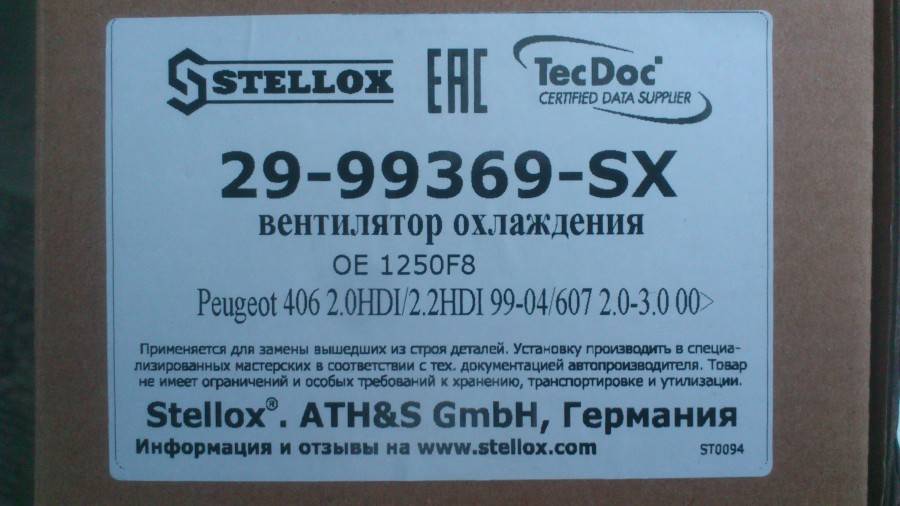 STELLOX EAC TecDoc
CERTIFIED DATA SUPPLIER
29-99369-SX
вентилятор охлаждения
OE 1250F8
Peugeot 406 2.0HDI/2.2HDI 99-04/607 2.0-3.0 00>
Применяется для замены вышедших из строя деталей. Установку производить в специа-
лизированных мастерских в соответствии с тех. документацией автопроизводителя. Товар
не имеет ограничений и особых требований к хранению, транспортировке и утилизации.
Stellox®. ATH&S GmbH, Германия
Информация и отзывы на www.stellox.com ST0094